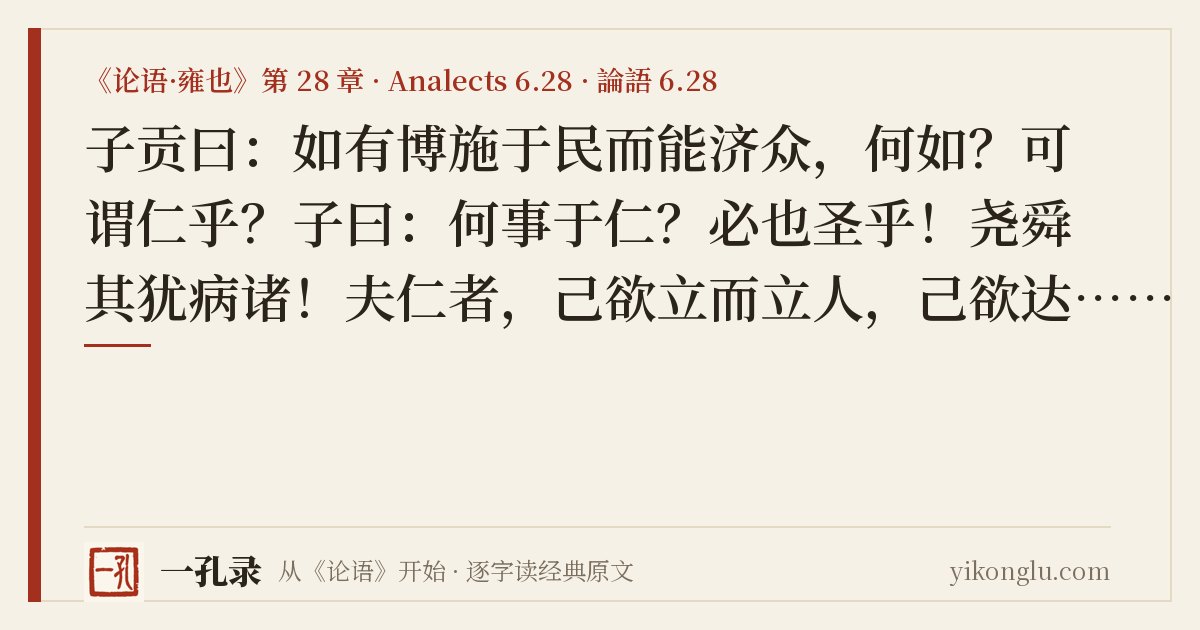 《论语·雍也》第 28 章 · Analects 6.28 · 論語 6.28
子贡曰：如有博施于民而能济众，何如？可
谓仁乎？子曰：何事于仁？必也圣乎！尧舜
其犹病诸！夫仁者，己欲立而立人，己欲达……
一孔
一孔录 从《论语》开始 · 逐字读经典原文 yikonglu.com